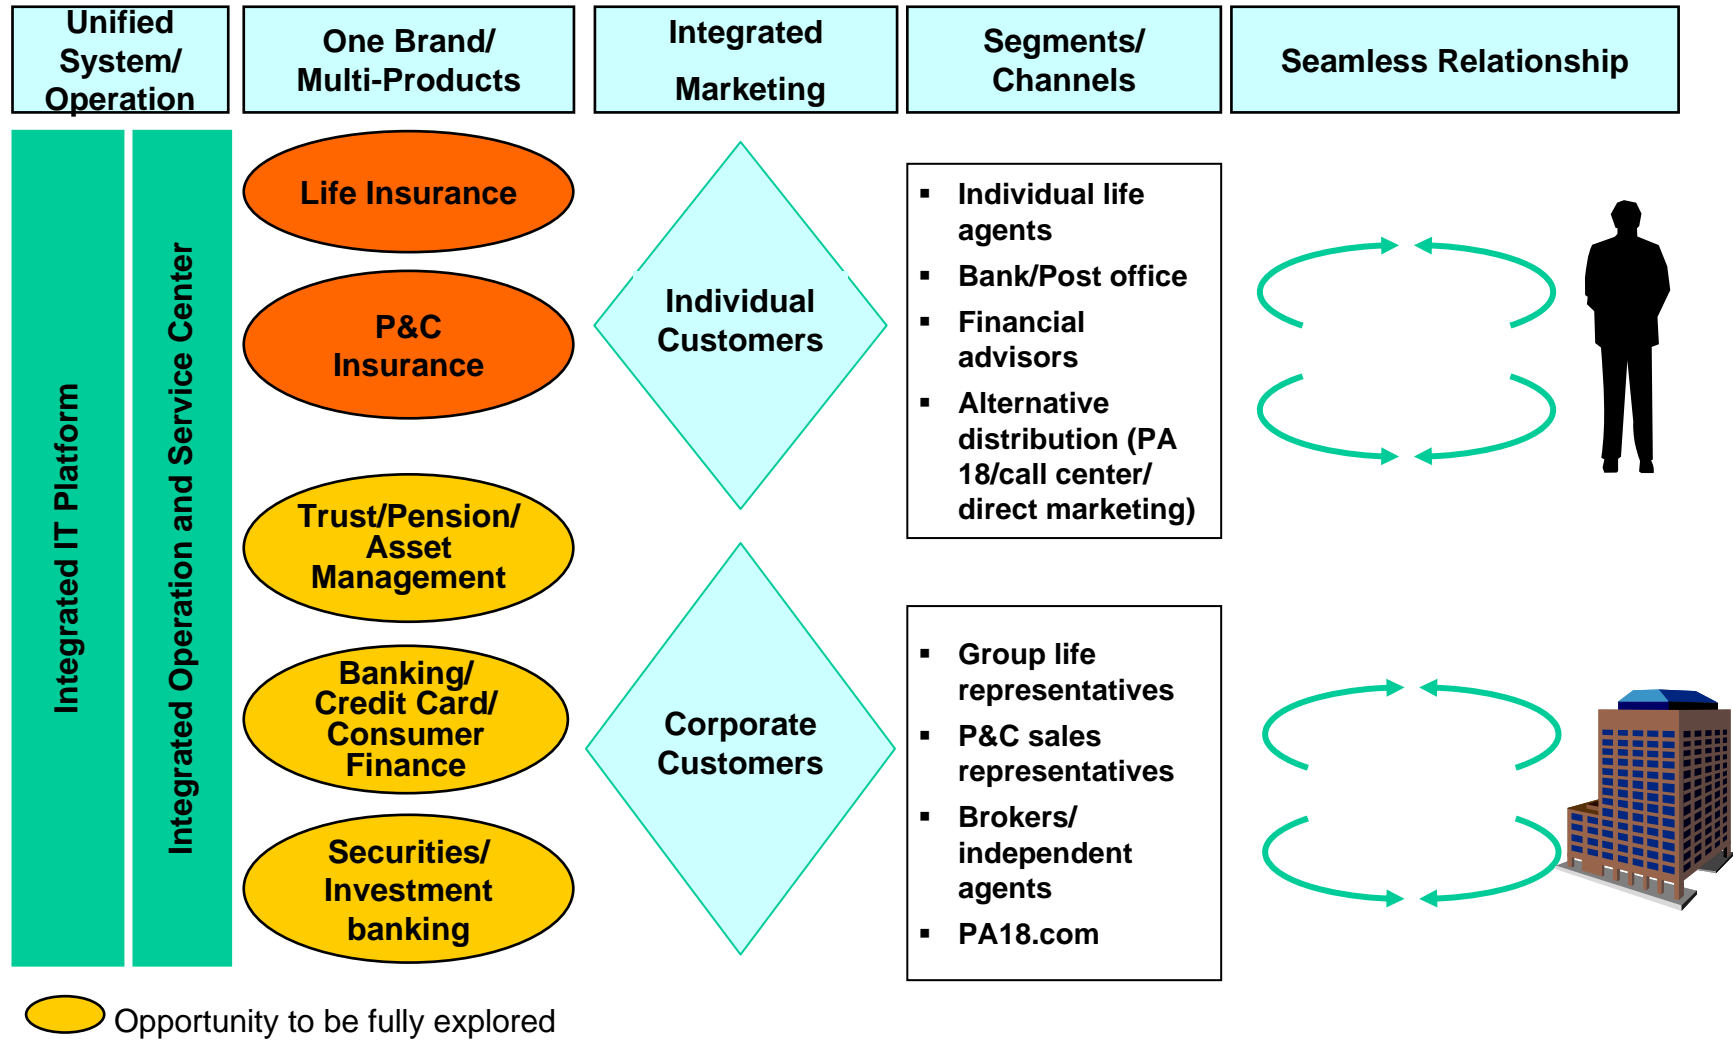 Unified
System/
Operation
One Brand/
Multi-Products
Integrated
Marketing
Segments/
Channels
Seamless Relationship
Integrated IT Platform
Integrated Operation and Service Center
Life Insurance
P&C
Insurance
Trust/Pension/
Asset
Management
Banking/
Credit Card/
Consumer
Finance
Securities/
Investment
banking
Individual
Customers
Corporate
Customers
▪ Individual life
agents
▪ Bank/Post office
▪ Financial
advisors
▪ Alternative
distribution (PA
18/call center/
direct marketing)
▪ Group life
representatives
▪ P&C sales
representatives
▪ Brokers/
independent
agents
▪ PA18.com
Opportunity to be fully explored